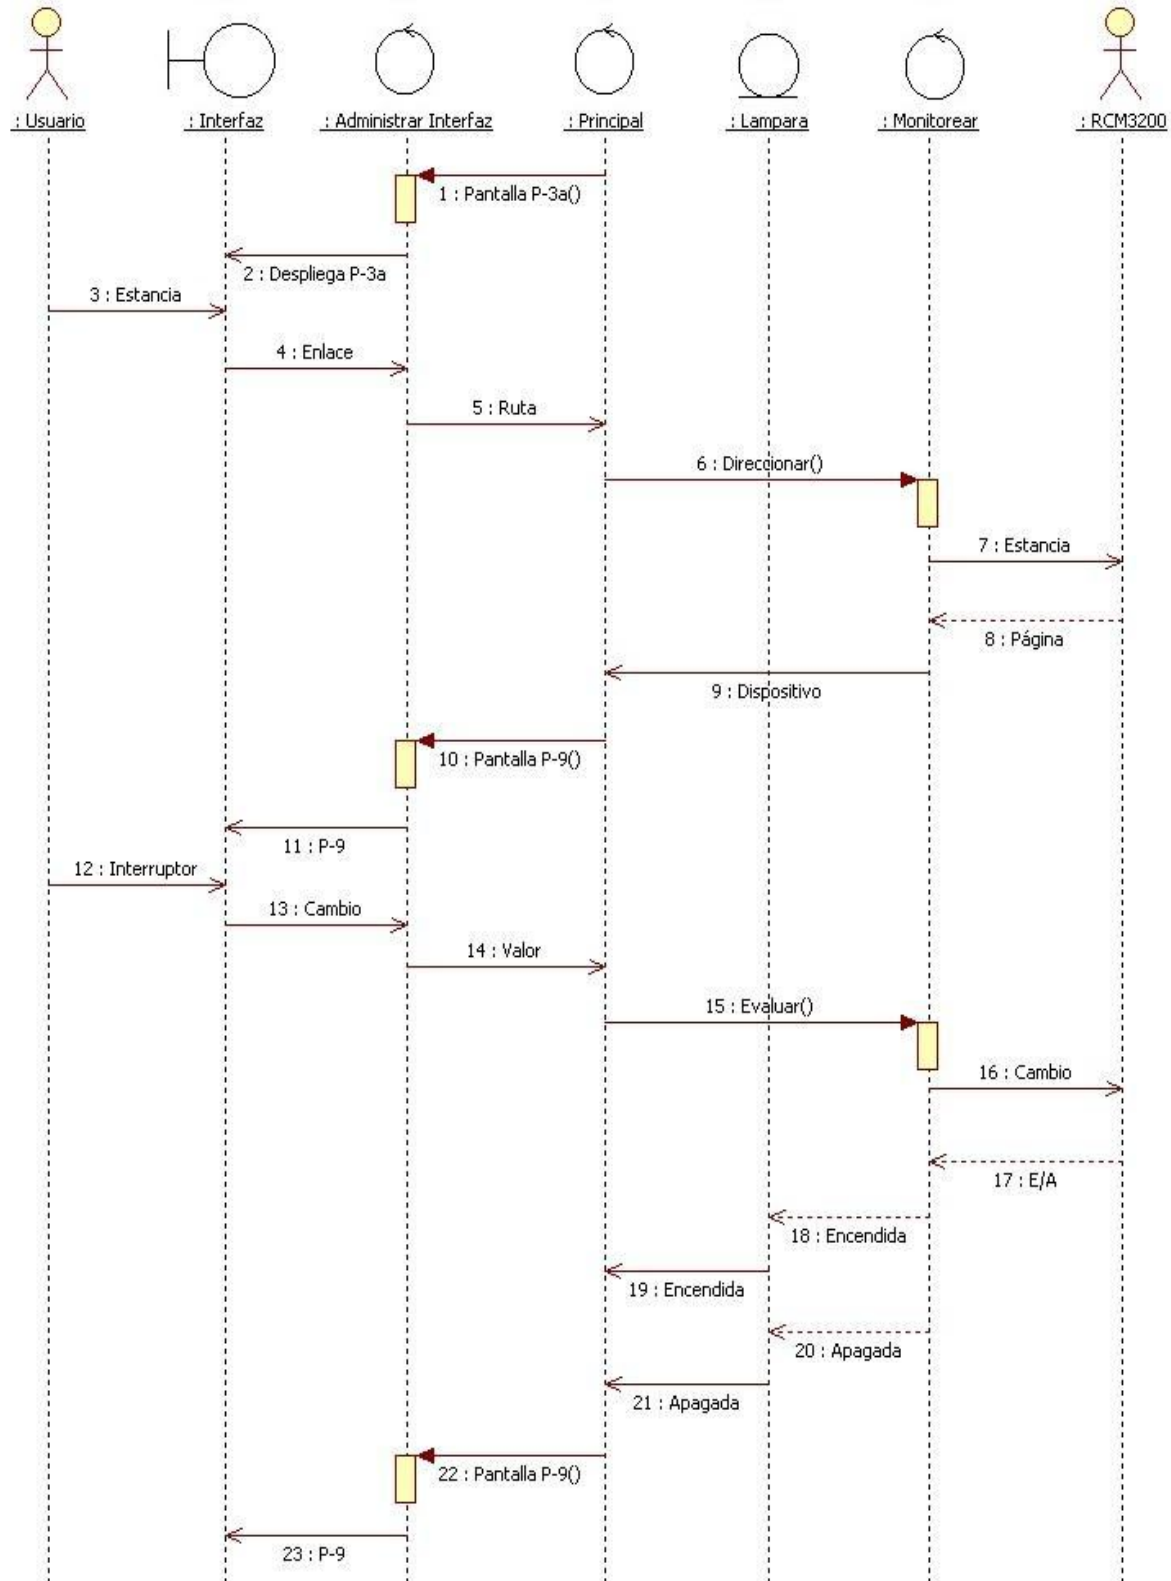 : Usuario
: Interfaz
: Administrar Interfaz
: Principal
: Lampara
: Monitorear
: RCM3200
1 : Pantalla P-3a()
2 : Despliega P-3a
3 : Estancia
4 : Enlace
5 : Ruta
6 : Direccionar()
7 : Estancia
8 : Página
9 : Dispositivo
10 : Pantalla P-9()
11 : P-9
12 : Interruptor
13 : Cambio
14 : Valor
15 : Evaluar()
16 : Cambio
17 : E/A
18 : Encendida
19 : Encendida
20 : Apagada
21 : Apagada
22 : Pantalla P-9()
23 : P-9